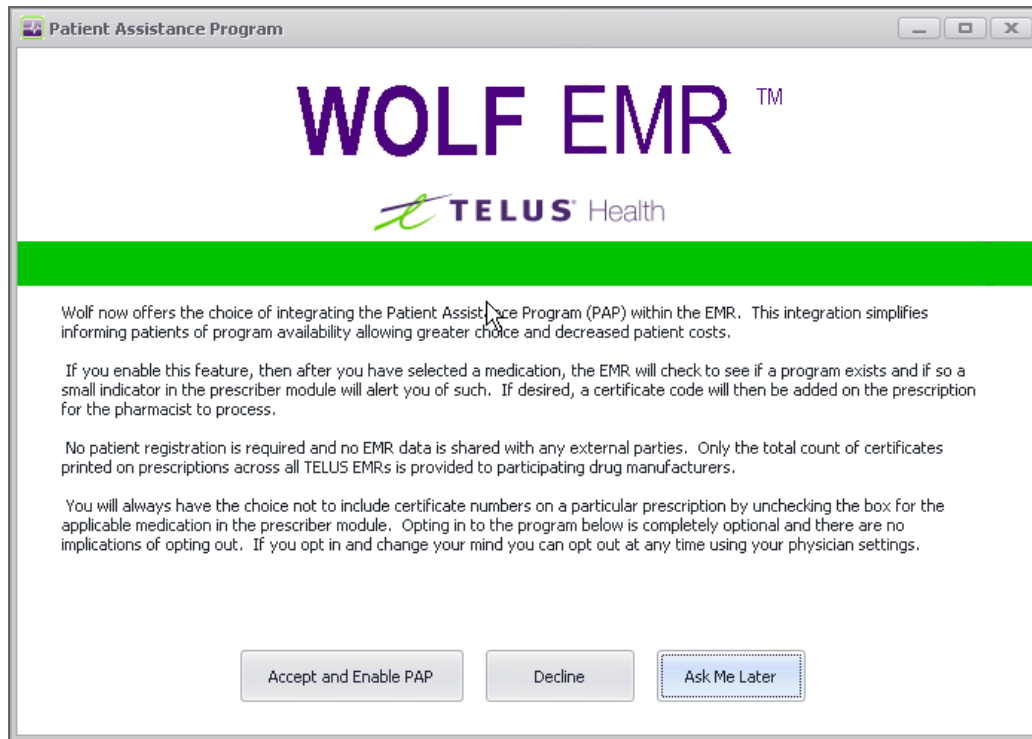 Patient Assistance Program
WOLF EMR ™
TELUS® Health
Wolf now offers the choice of integrating the Patient Assistance Program (PAP) within the EMR. This integration simplifies
informing patients of program availability allowing greater choice and decreased patient costs.
If you enable this feature, then after you have selected a medication, the EMR will check to see if a program exists and if so a
small indicator in the prescriber module will alert you of such. If desired, a certificate code will then be added on the prescription
for the pharmacist to process.
No patient registration is required and no EMR data is shared with any external parties. Only the total count of certificates
printed on prescriptions across all TELUS EMRs is provided to participating drug manufacturers.
You will always have the choice not to include certificate numbers on a particular prescription by unchecking the box for the
applicable medication in the prescriber module. Opting in to the program below is completely optional and there are no
implications of opting out. If you opt in and change your mind you can opt out at any time using your physician settings.
Accept and Enable PAP
Decline
Ask Me Later